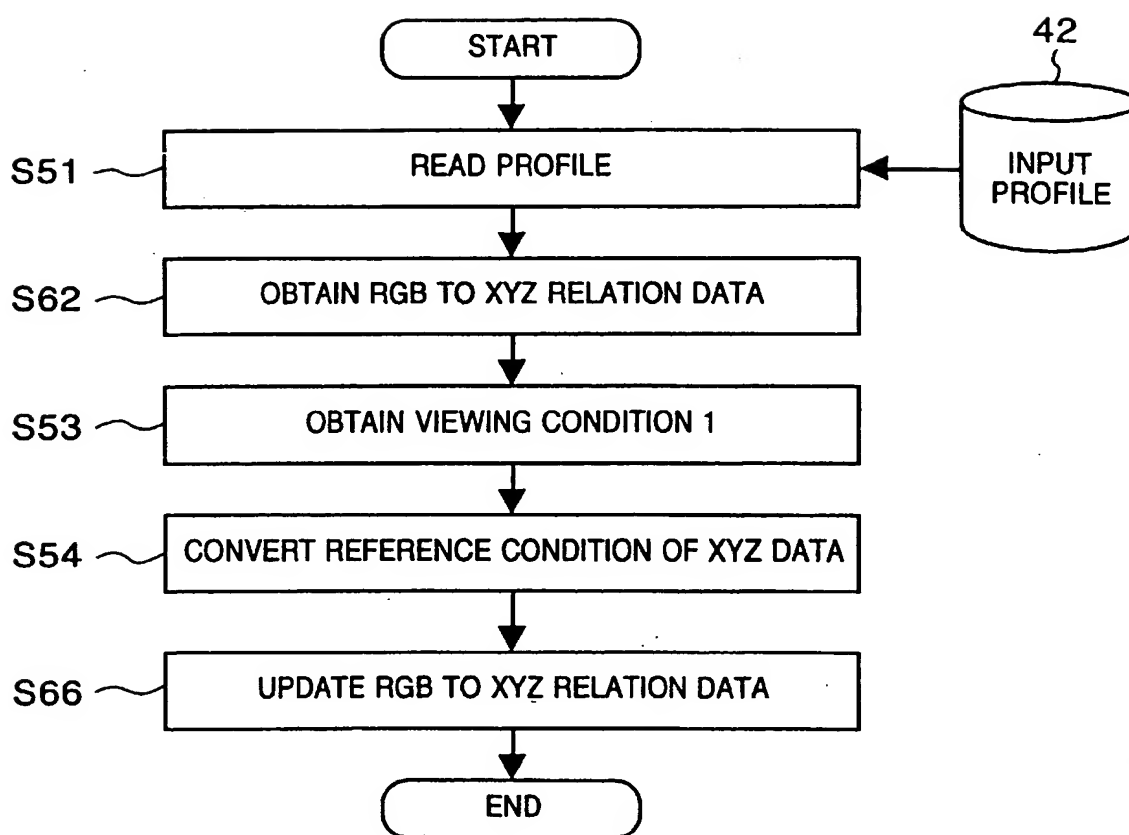 START
42
S51
READ PROFILE
INPUT
PROFILE
S62
OBTAIN RGB TO XYZ RELATION DATA
S53
OBTAIN VIEWING CONDITION 1
S54
CONVERT REFERENCE CONDITION OF XYZ DATA
S66
UPDATE RGB TO XYZ RELATION DATA
END